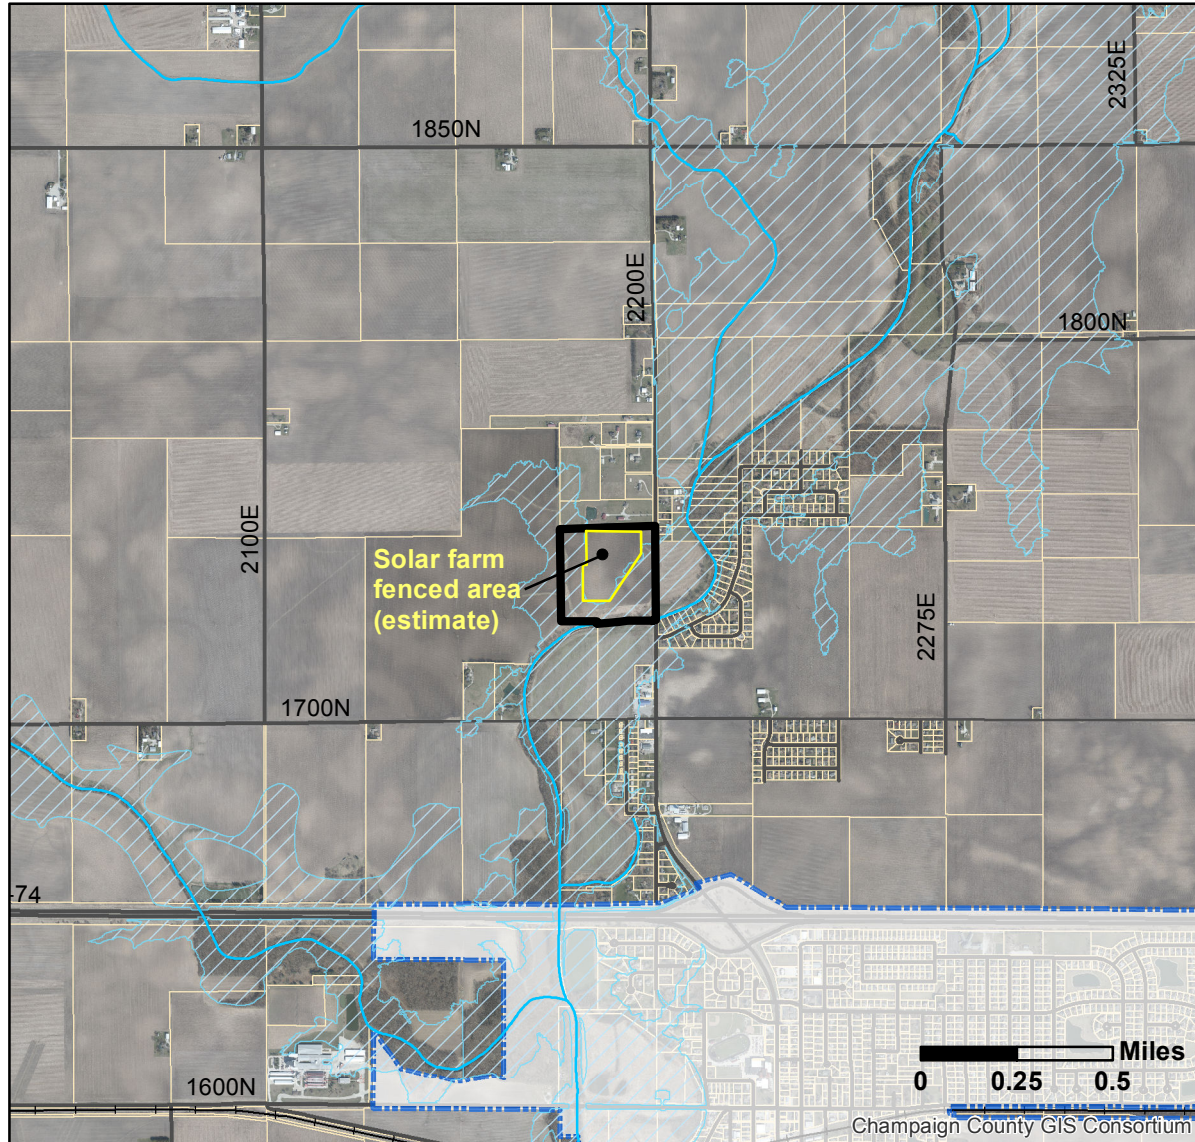 2325E
1850N
2200E
1800N
2100E
Solar farm
fenced area
(estimate)
2275E
1700N
-74
Miles
0 0.25 0.5
1600N
Champaign County GIS Consortium